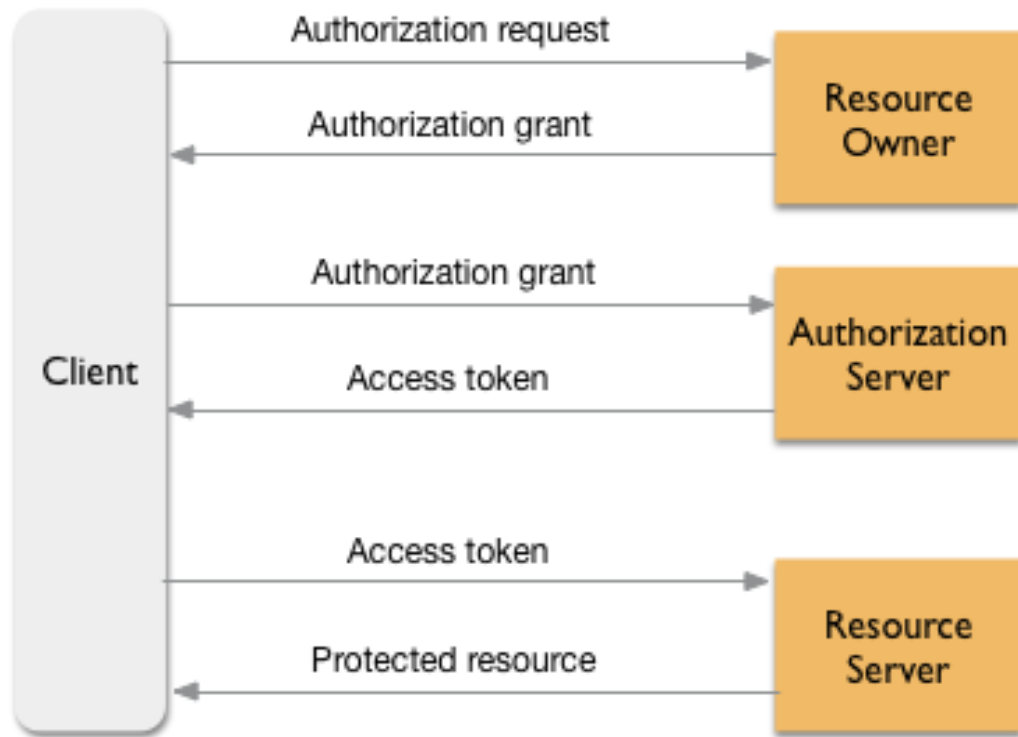 Authorization request
Resource
Owner
Authorization grant
Authorization grant
Authorization
Server
Client
Access token
Access token
Resource
Server
Protected resource